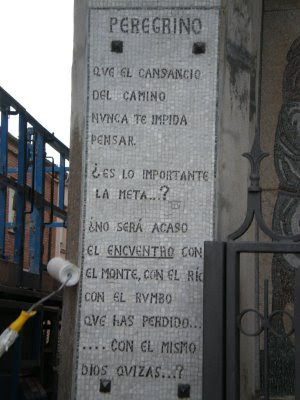 PEREGRINO
QVE EL CANSANCIO
DEL CAMINO
NVNCA TE IMPIDA
PENSAR.
¿ES LO IMPORTANTE
LA META...?
¿NO SERÁ ACASO
EL ENCVENTRO CON
EL MONTE, CON EL RÍO
CON EL RVMBO
QVE HAS PERDIDO...
....CON EL MISMO
DIOS QVIZAS...?